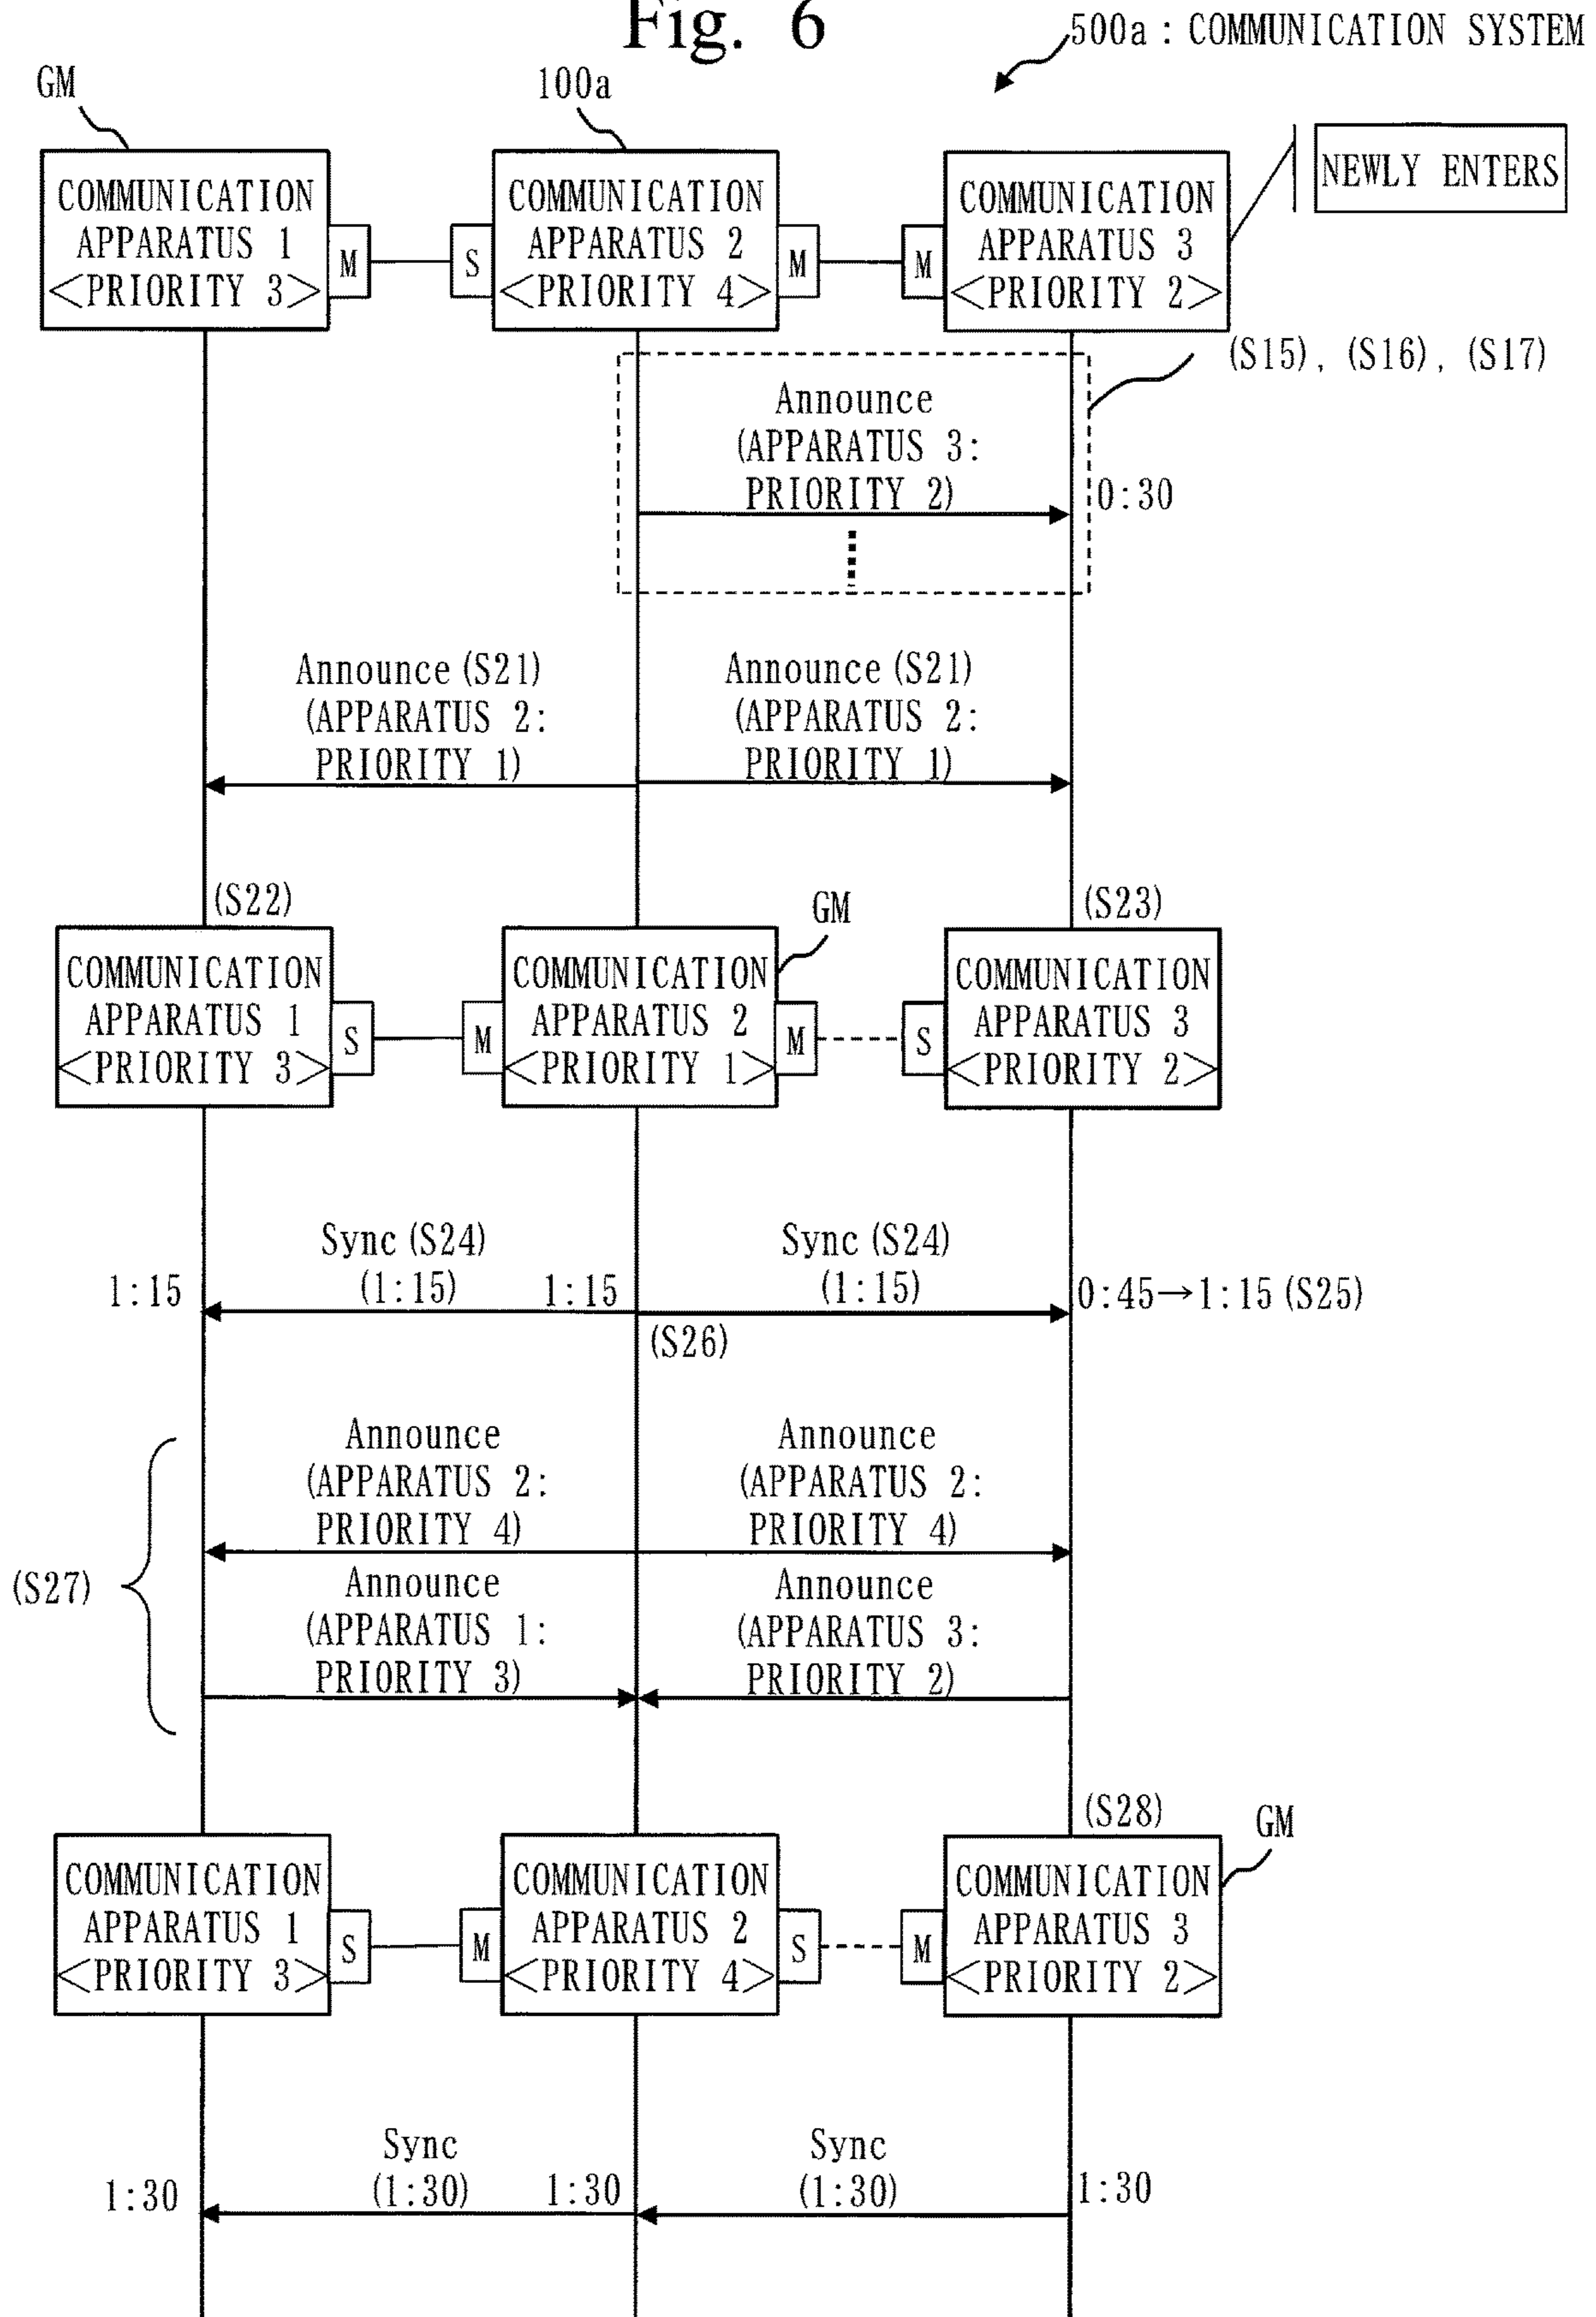 Fig. 6
500a : COMMUNICATION SYSTEM
GM
100a
NEWLY ENTERS
COMMUNICATION
APPARATUS 1
<PRIORITY 3>
M
S
COMMUNICATION
APPARATUS 2
<PRIORITY 4>
M
M
COMMUNICATION
APPARATUS 3
<PRIORITY 2>
(S15), (S16), (S17)
Announce
(APPARATUS 3:
PRIORITY 2)
0:30
Announce (S21)
(APPARATUS 2:
PRIORITY 1)
Announce (S21)
(APPARATUS 2:
PRIORITY 1)
(S22)
GM
(S23)
COMMUNICATION
APPARATUS 1
<PRIORITY 3>
S
M
COMMUNICATION
APPARATUS 2
<PRIORITY 1>
M
S
COMMUNICATION
APPARATUS 3
<PRIORITY 2>
1:15
Sync (S24)
(1:15)
1:15
Sync (S24)
(1:15)
0:45→1:15 (S25)
(S26)
(S27)
Announce
(APPARATUS 2:
PRIORITY 4)
Announce
(APPARATUS 2:
PRIORITY 4)
Announce
(APPARATUS 1:
PRIORITY 3)
Announce
(APPARATUS 3:
PRIORITY 2)
(S28)
GM
COMMUNICATION
APPARATUS 1
<PRIORITY 3>
S
M
COMMUNICATION
APPARATUS 2
<PRIORITY 4>
S
M
COMMUNICATION
APPARATUS 3
<PRIORITY 2>
1:30
Sync
(1:30)
1:30
Sync
(1:30)
1:30